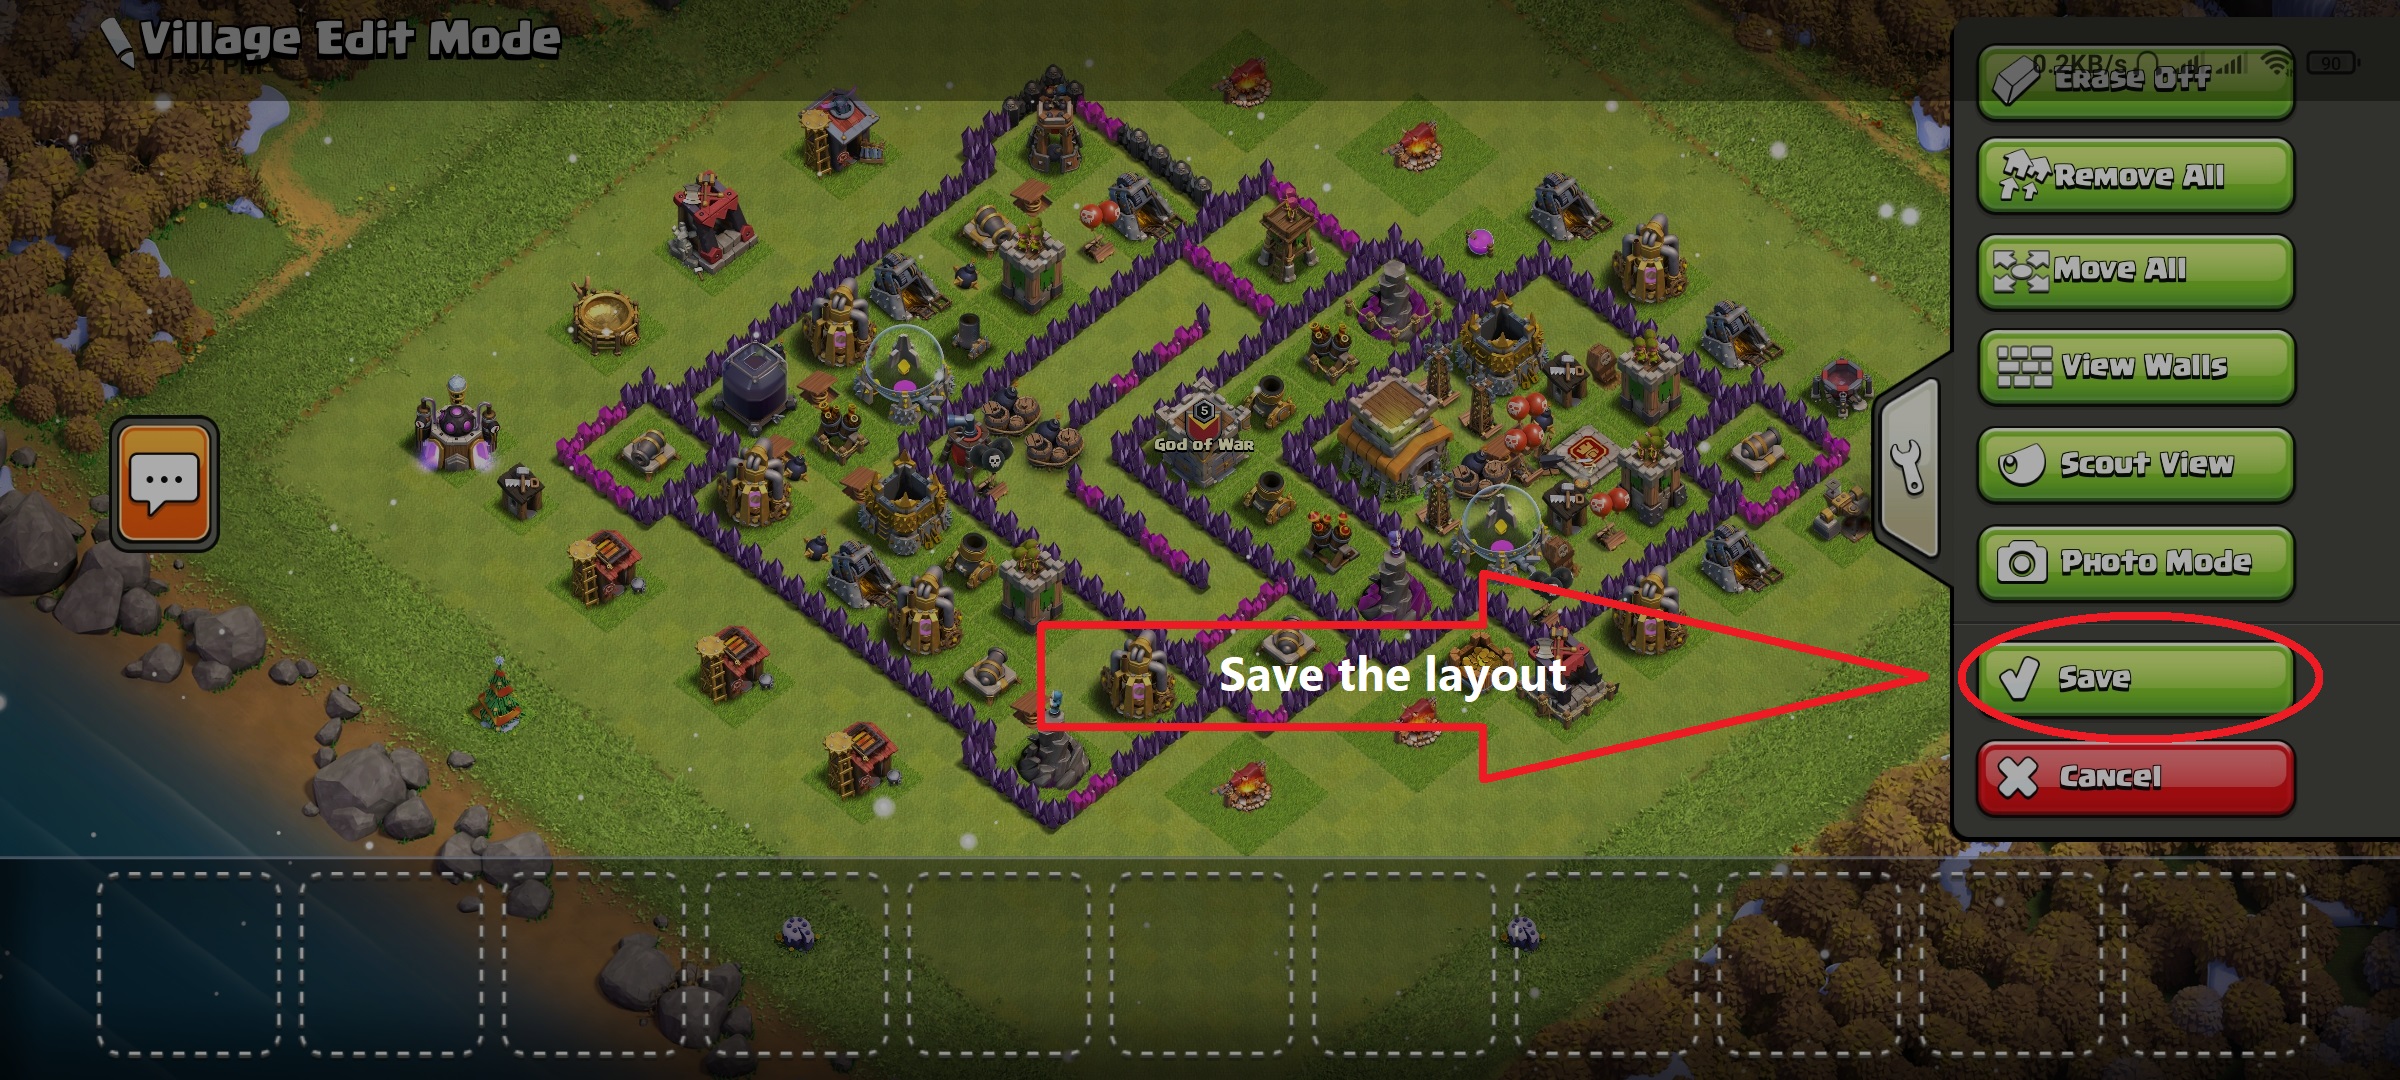 Village Edit Mode
11:54 PM
0.2KB/s
90
Erase Off
Remove All
Move All
View Walls
Scout View
Photo Mode
Save
Cancel
5
God of War
Save the layout